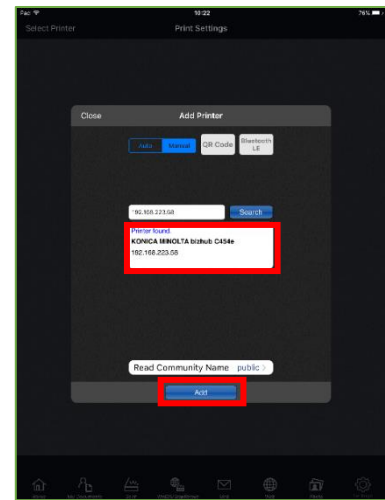 Pac 10:22 76%
Select Printer Print Settings
Close Add Printer
Auto Manual QR Code Bluetooth LE
192.168.223.58 Search
Printer found
KONICA MINOLTA bizhub C454e
192.168.223.58
Read Community Name public >
Add